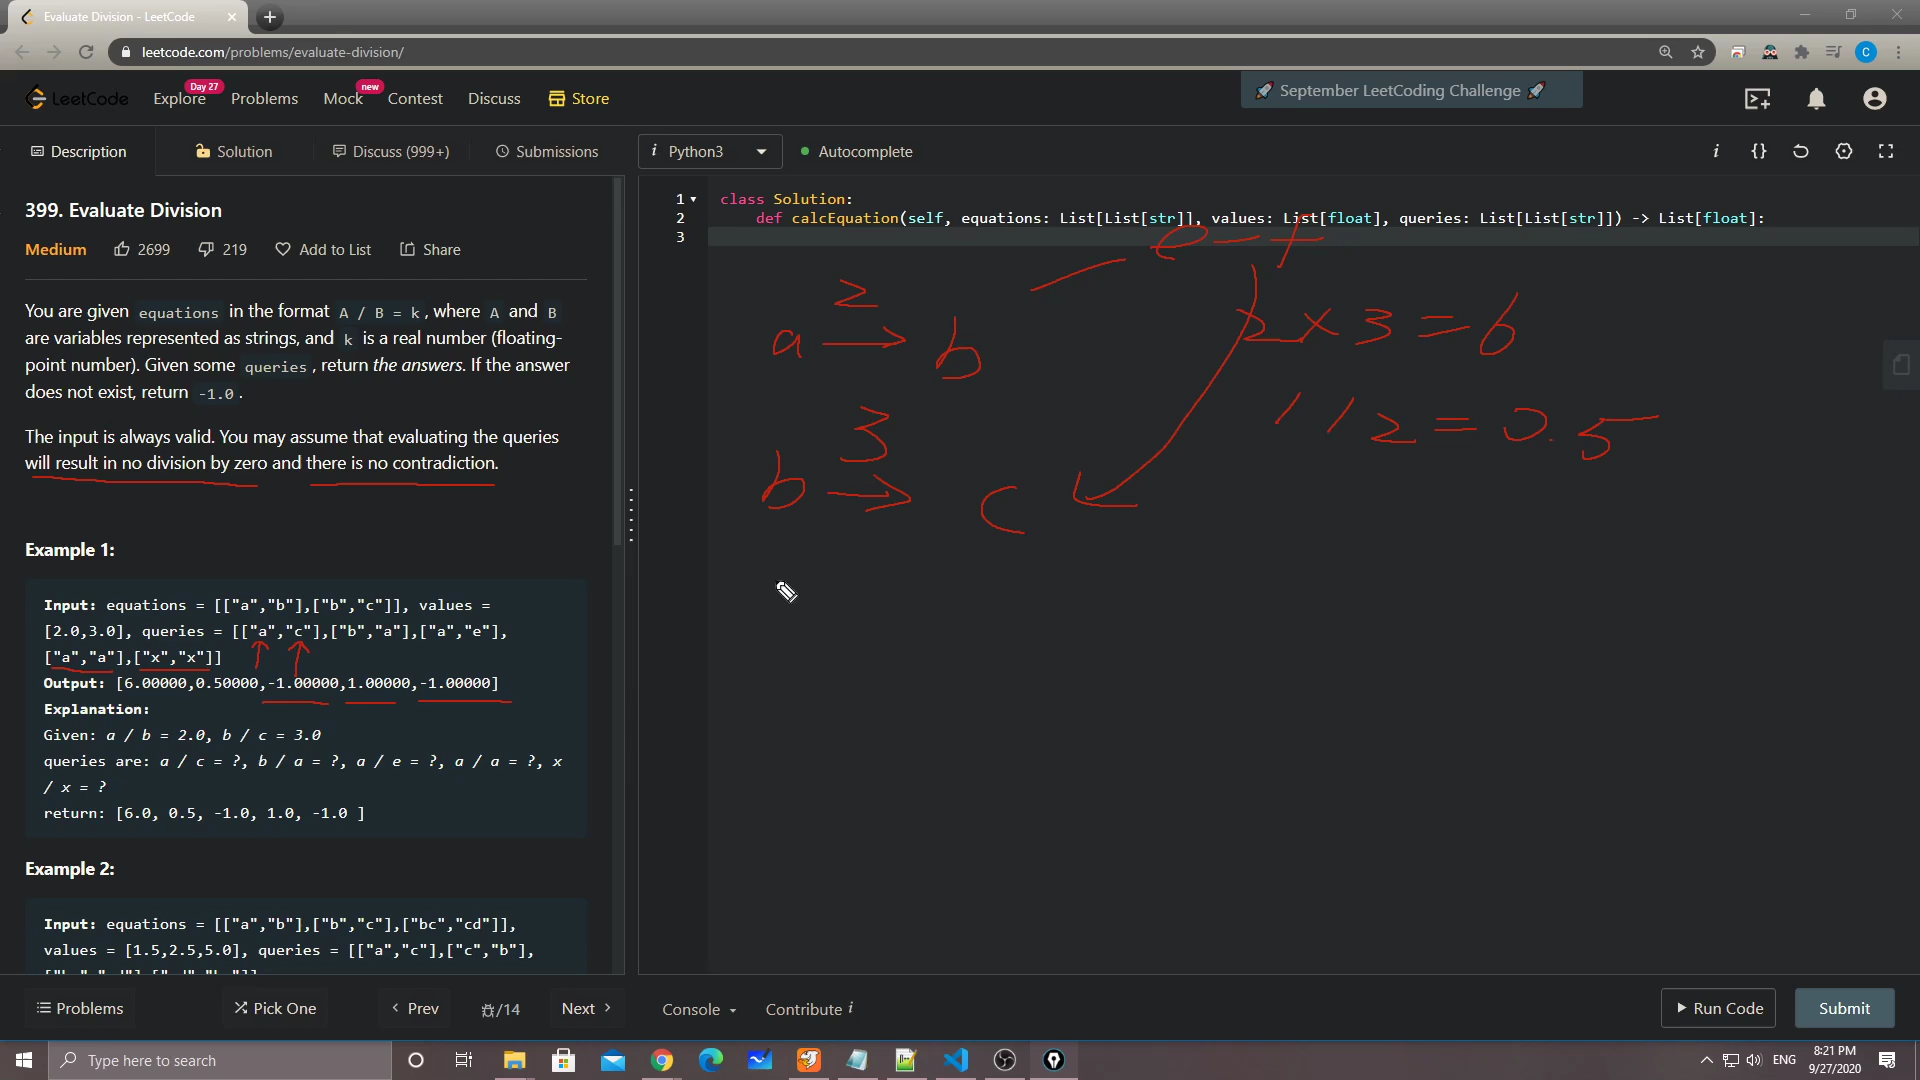 Evaluate Division - LeetCode
leetcode.com/problems/evaluate-division/
C
LeetCode
Explore
Day 27
Problems
Mock
new
Contest
Discuss
Store
🚀 September LeetCoding Challenge 🚀
Description
Solution
Discuss (999+)
Submissions
i Python3
Autocomplete
i {}
399. Evaluate Division
Medium 2699 219 Add to List Share
You are given equations in the format A / B = k, where A and B
are variables represented as strings, and k is a real number (floating-
point number). Given some queries, return the answers. If the answer
does not exist, return -1.0.
The input is always valid. You may assume that evaluating the queries
will result in no division by zero and there is no contradiction.
Example 1:
Input: equations = [["a","b"],["b","c"]], values =
[2.0,3.0], queries = [["a","c"],["b","a"],["a","e"],
["a","a"],["x","x"]]
Output: [6.00000,0.50000,-1.00000,1.00000,-1.00000]
Explanation:
Given: a / b = 2.0, b / c = 3.0
queries are: a / c = ?, b / a = ?, a / e = ?, a / a = ?, x
/ x = ?
return: [6.0, 0.5, -1.0, 1.0, -1.0 ]
Example 2:
Input: equations = [["a","b"],["b","c"],["bc","cd"]],
values = [1.5,2.5,5.0], queries = [["a","c"],["c","b"],
1 class Solution:
2 def calcEquation(self, equations: List[List[str]], values: List[float], queries: List[List[str]]) -> List[float]:
3
2
a → b
2 x 3 = 6
3
b → c
1 / 2 = 0.5
Problems
Pick One
Prev
/14
Next
Console
Contribute i
Run Code
Submit
Type here to search
ENG
8:21 PM
9/27/2020